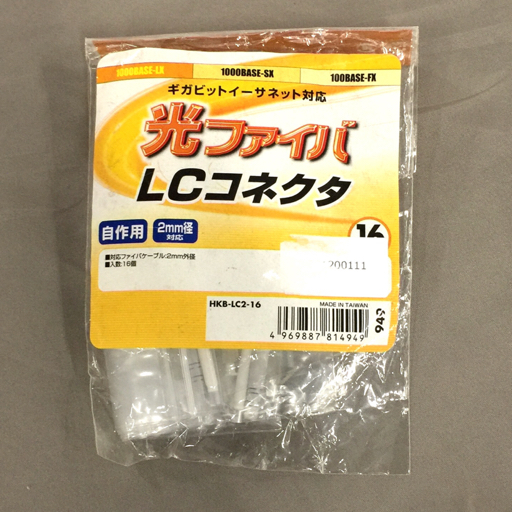 1000BASE-LX
1000BASE-SX
100BASE-FX
ギガビットイーサネット対応
光ファイバ
LCコネクタ
自作用
2mm径
対応
16
■対応ファイバケーブル:2mm外径
■入数:16個
200111
HKB-LC2-16
MADE IN TAIWAN
4 969887 814949
949